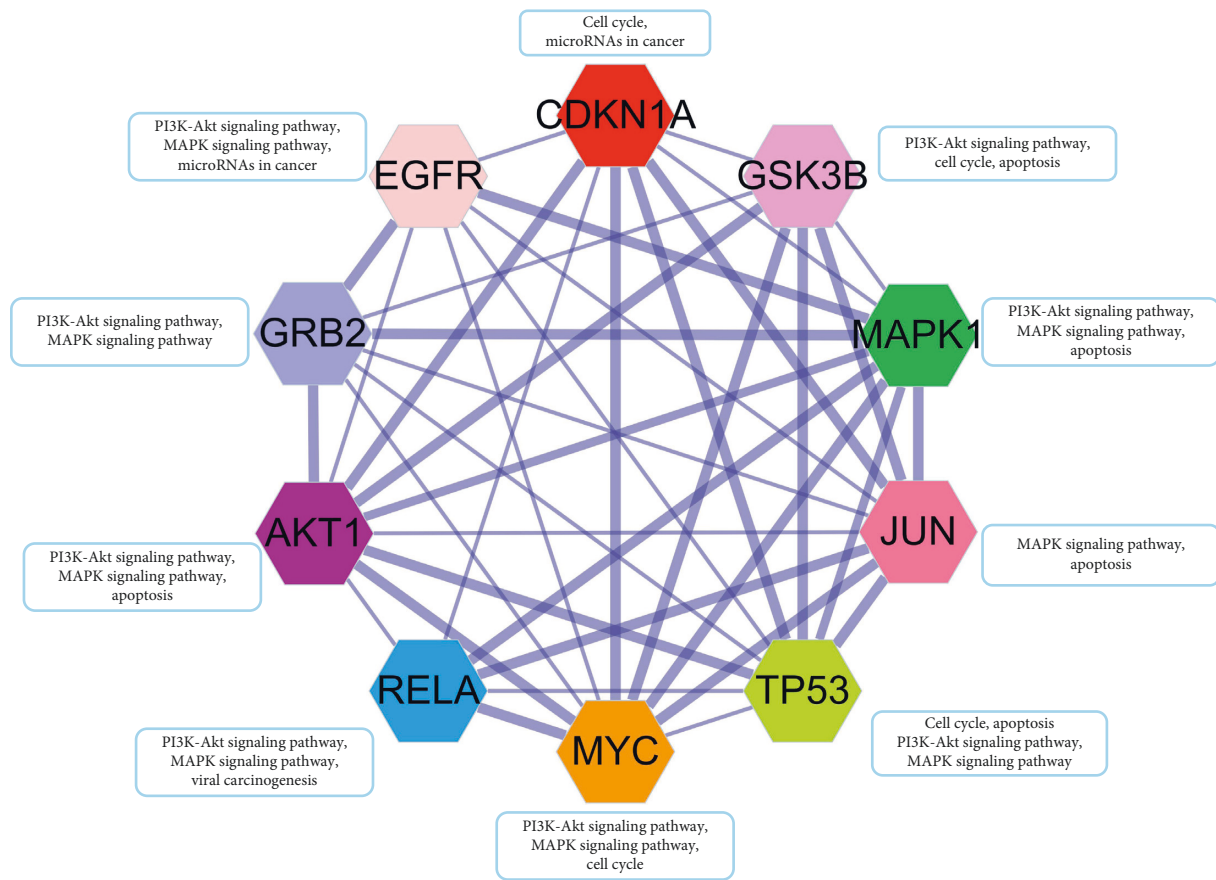 Cell cycle,
microRNAs in cancer
CDKN1A
PI3K-Akt signaling pathway,
MAPK signaling pathway,
microRNAs in cancer
EGFR
GSK3B
PI3K-Akt signaling pathway,
cell cycle, apoptosis
PI3K-Akt signaling pathway,
MAPK signaling pathway
GRB2
MAPK1
PI3K-Akt signaling pathway,
MAPK signaling pathway,
apoptosis
PI3K-Akt signaling pathway,
MAPK signaling pathway,
apoptosis
AKT1
JUN
MAPK signaling pathway,
apoptosis
RELA
PI3K-Akt signaling pathway,
MAPK signaling pathway,
viral carcinogenesis
TP53
Cell cycle, apoptosis
PI3K-Akt signaling pathway,
MAPK signaling pathway
MYC
PI3K-Akt signaling pathway,
MAPK signaling pathway,
cell cycle